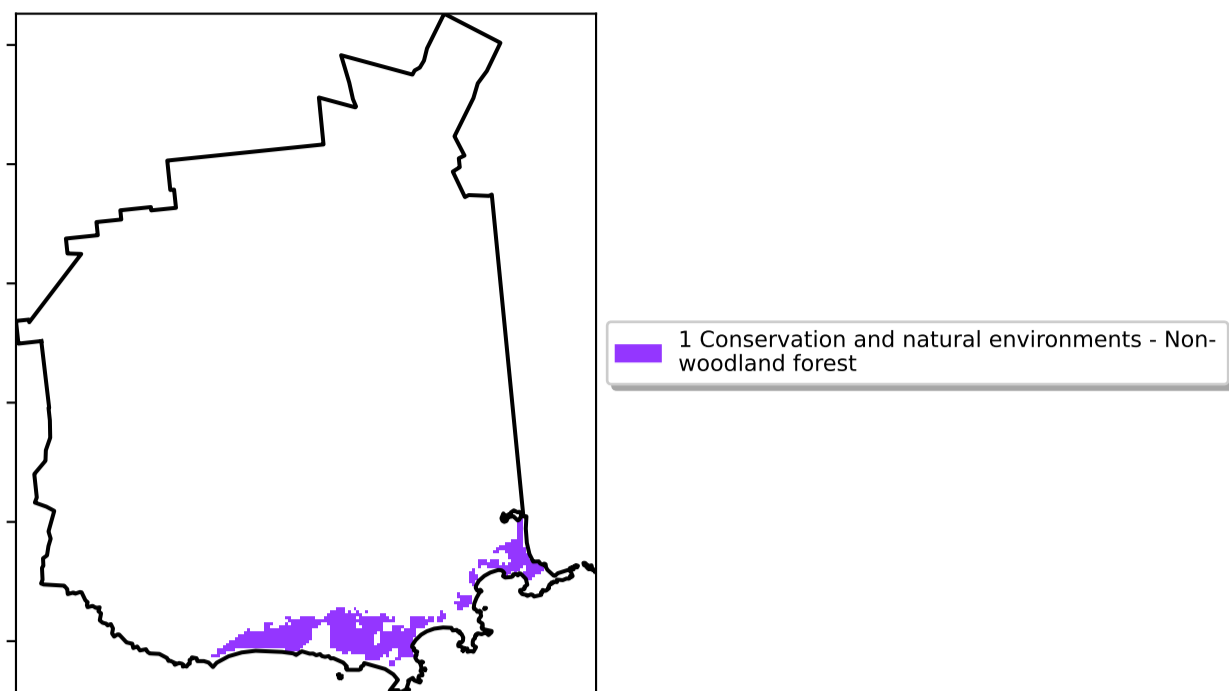 1 Conservation and natural environments - Non-
woodland forest